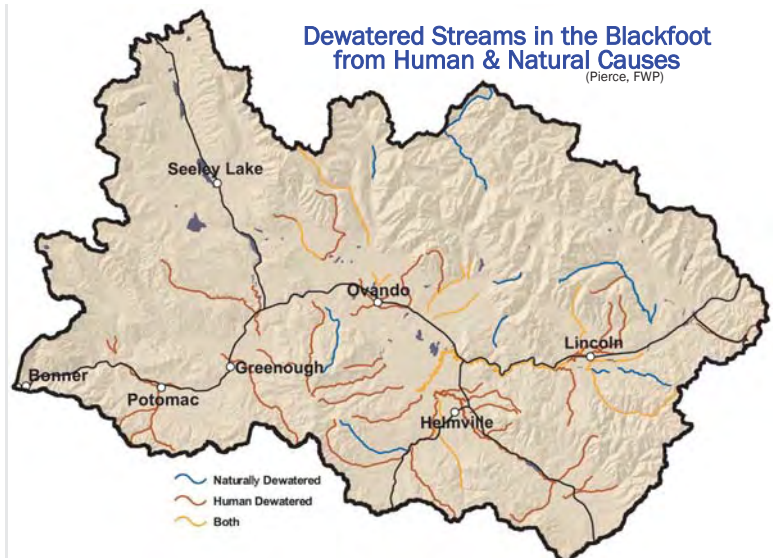 Dewatered Streams in the Blackfoot
from Human & Natural Causes
(Pierce, FWP)
Seeley Lake
Ovando
Lincoln
Greenough
Bonner
Potomac
Helmville
Naturally Dewatered
Human Dewatered
Both